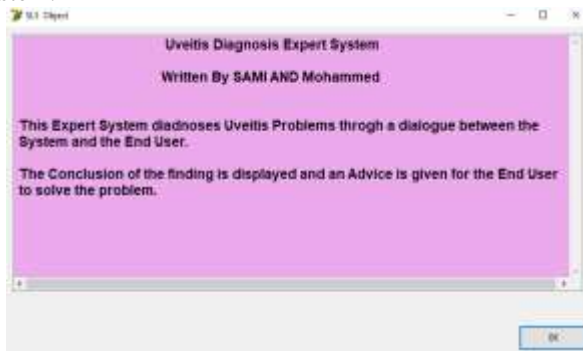 SL5 Object
Uveitis Diagnosis Expert System
Written By SAMI AND Mohammed
This Expert System diadnoses Uveitis Problems throgh a dialogue between the
System and the End User.
The Conclusion of the finding is displayed and an Advice is given for the End User
to solve the problem.
OK